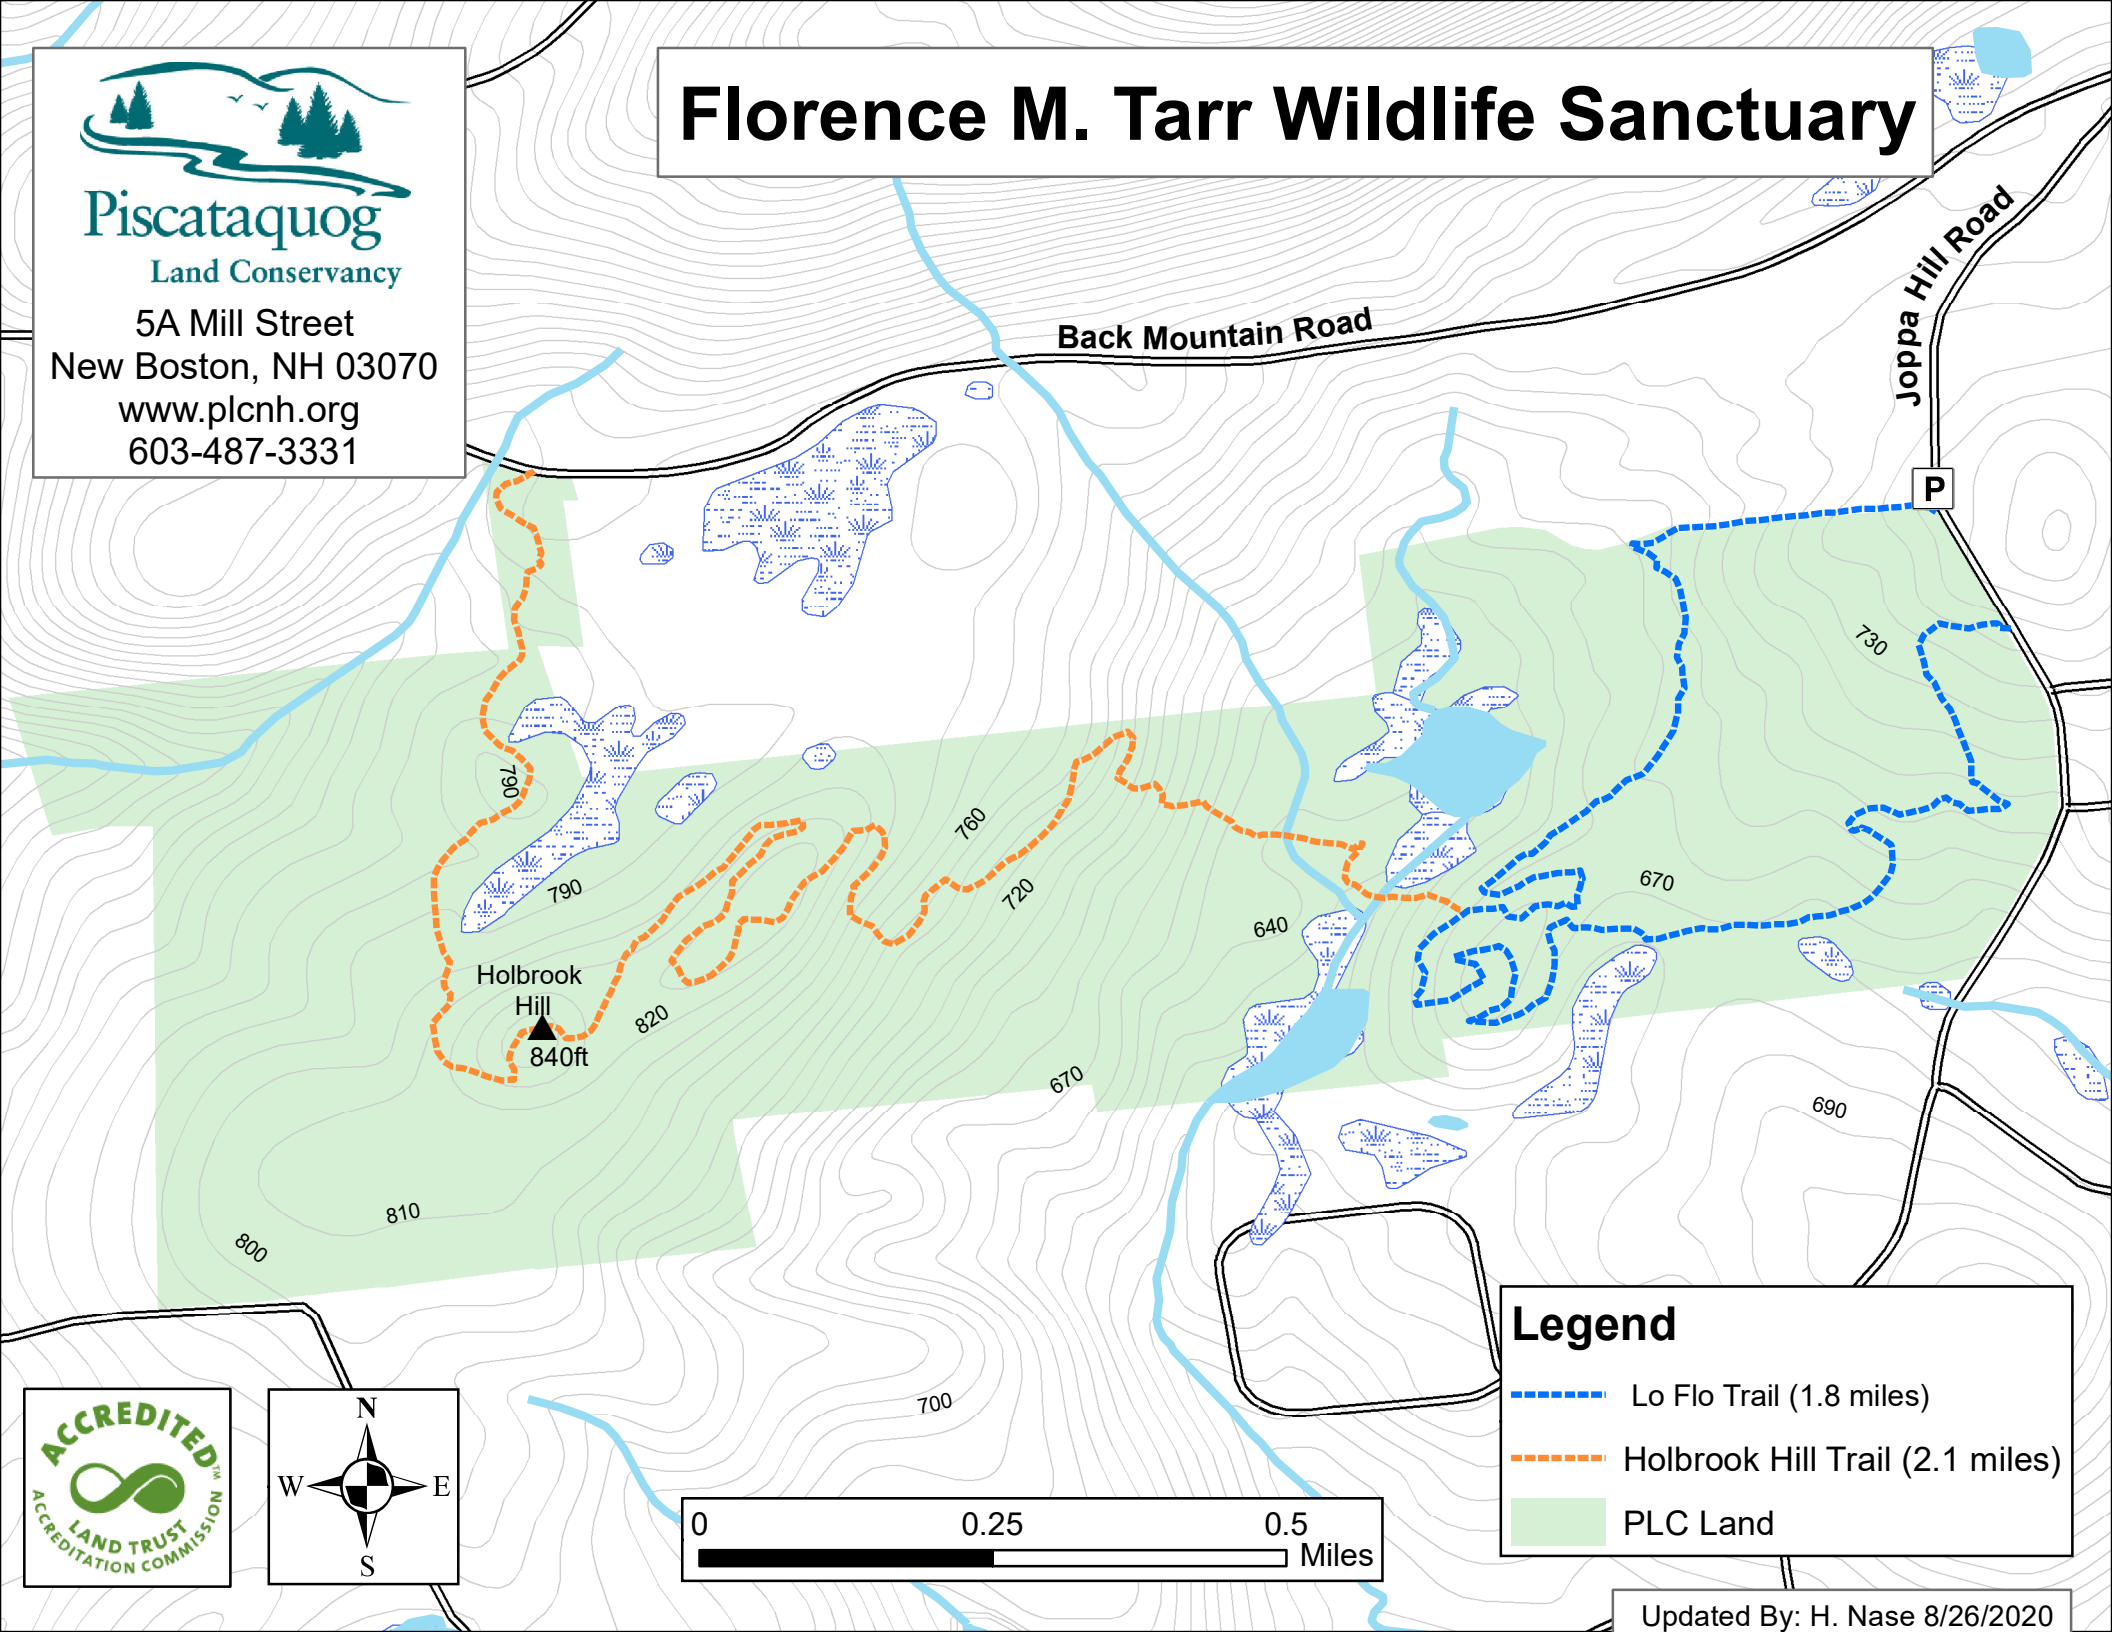 Florence M. Tarr Wildlife Sanctuary
Piscataquog
Land Conservancy
5A Mill Street
New Boston, NH 03070
www.plcnh.org
603-487-3331
Back Mountain Road
Joppa Hill Road
P
730
790
760
790
720
670
640
Holbrook
Hill
840ft
820
670
690
810
800
700
Legend
Lo Flo Trail (1.8 miles)
Holbrook Hill Trail (2.1 miles)
PLC Land
ACCREDITED™
LAND TRUST
ACCREDITATION COMMISSION
N
W E
S
0 0.25 0.5
Miles
Updated By: H. Nase 8/26/2020